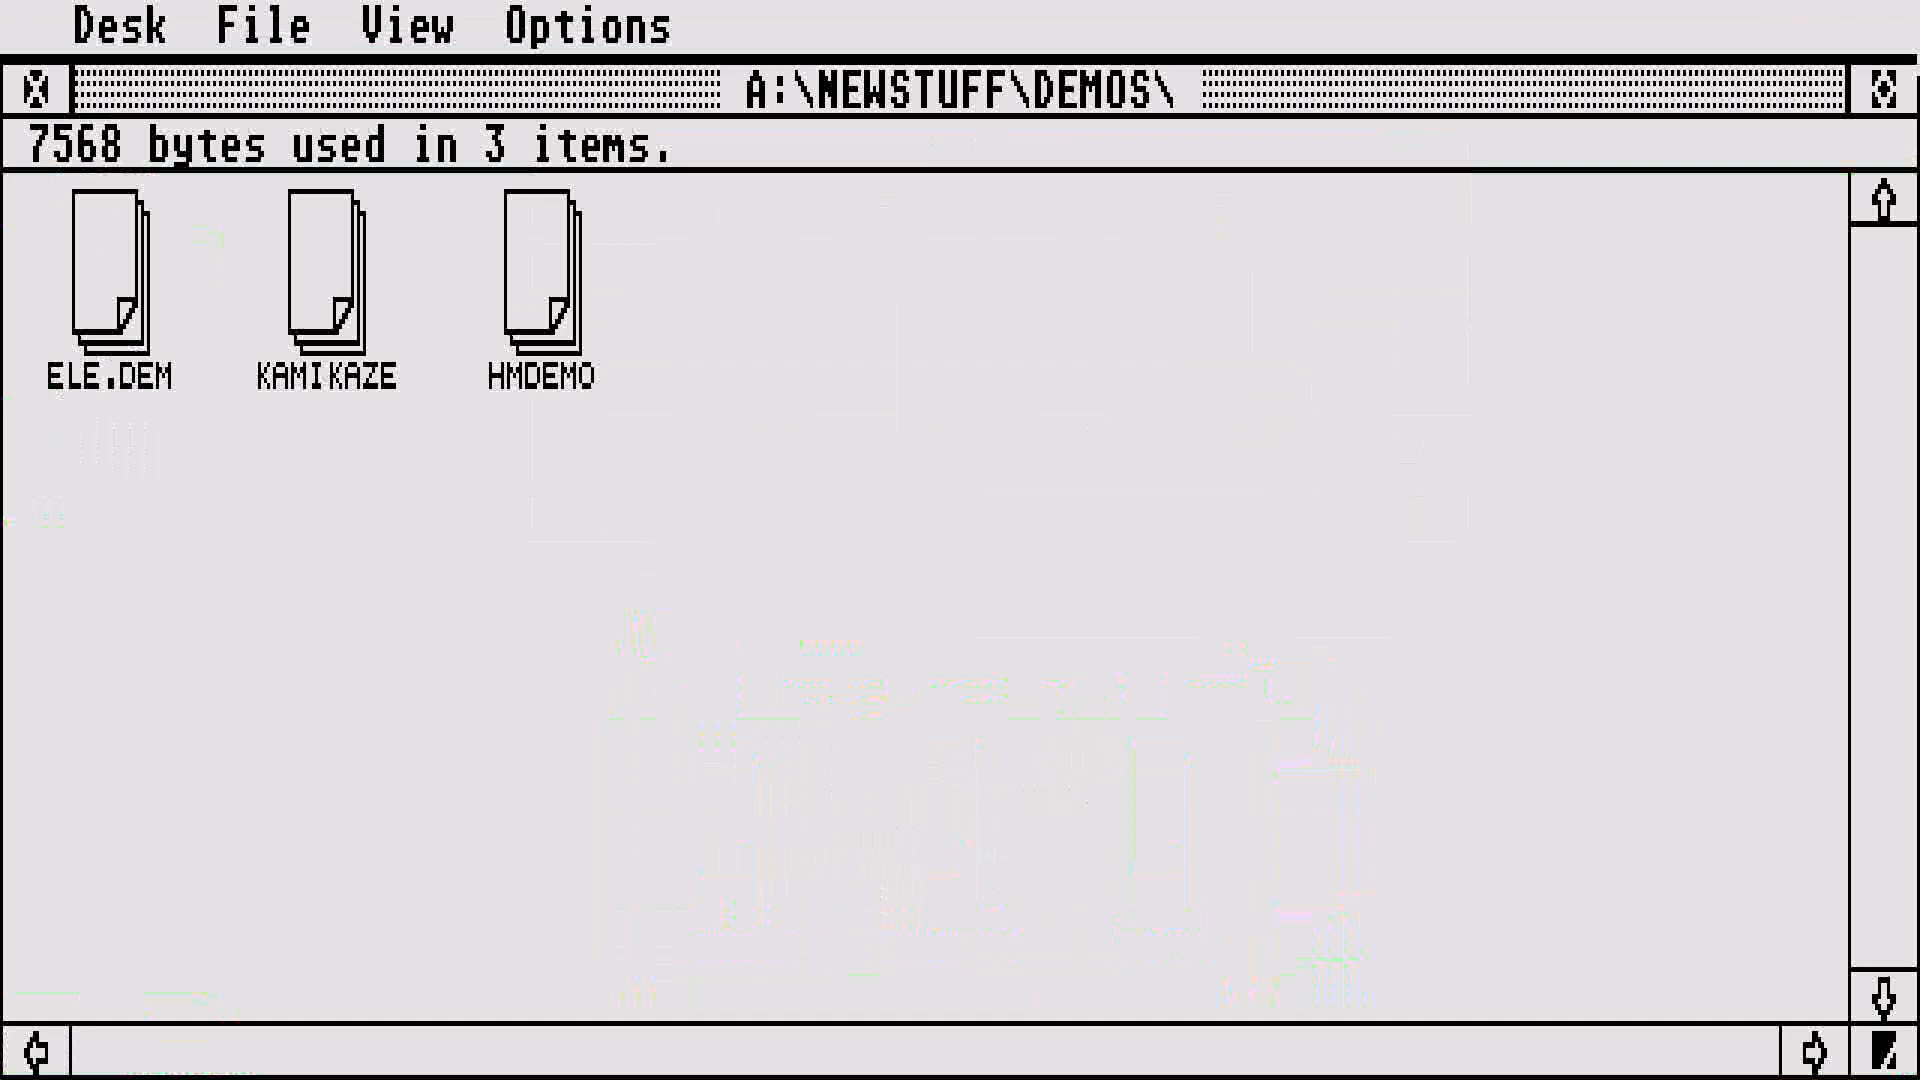 Desk File View Options
A:\NEWSTUFF\DEMOS\
7568 bytes used in 3 items.
ELE.DEM KAMIKAZE HMDEMO